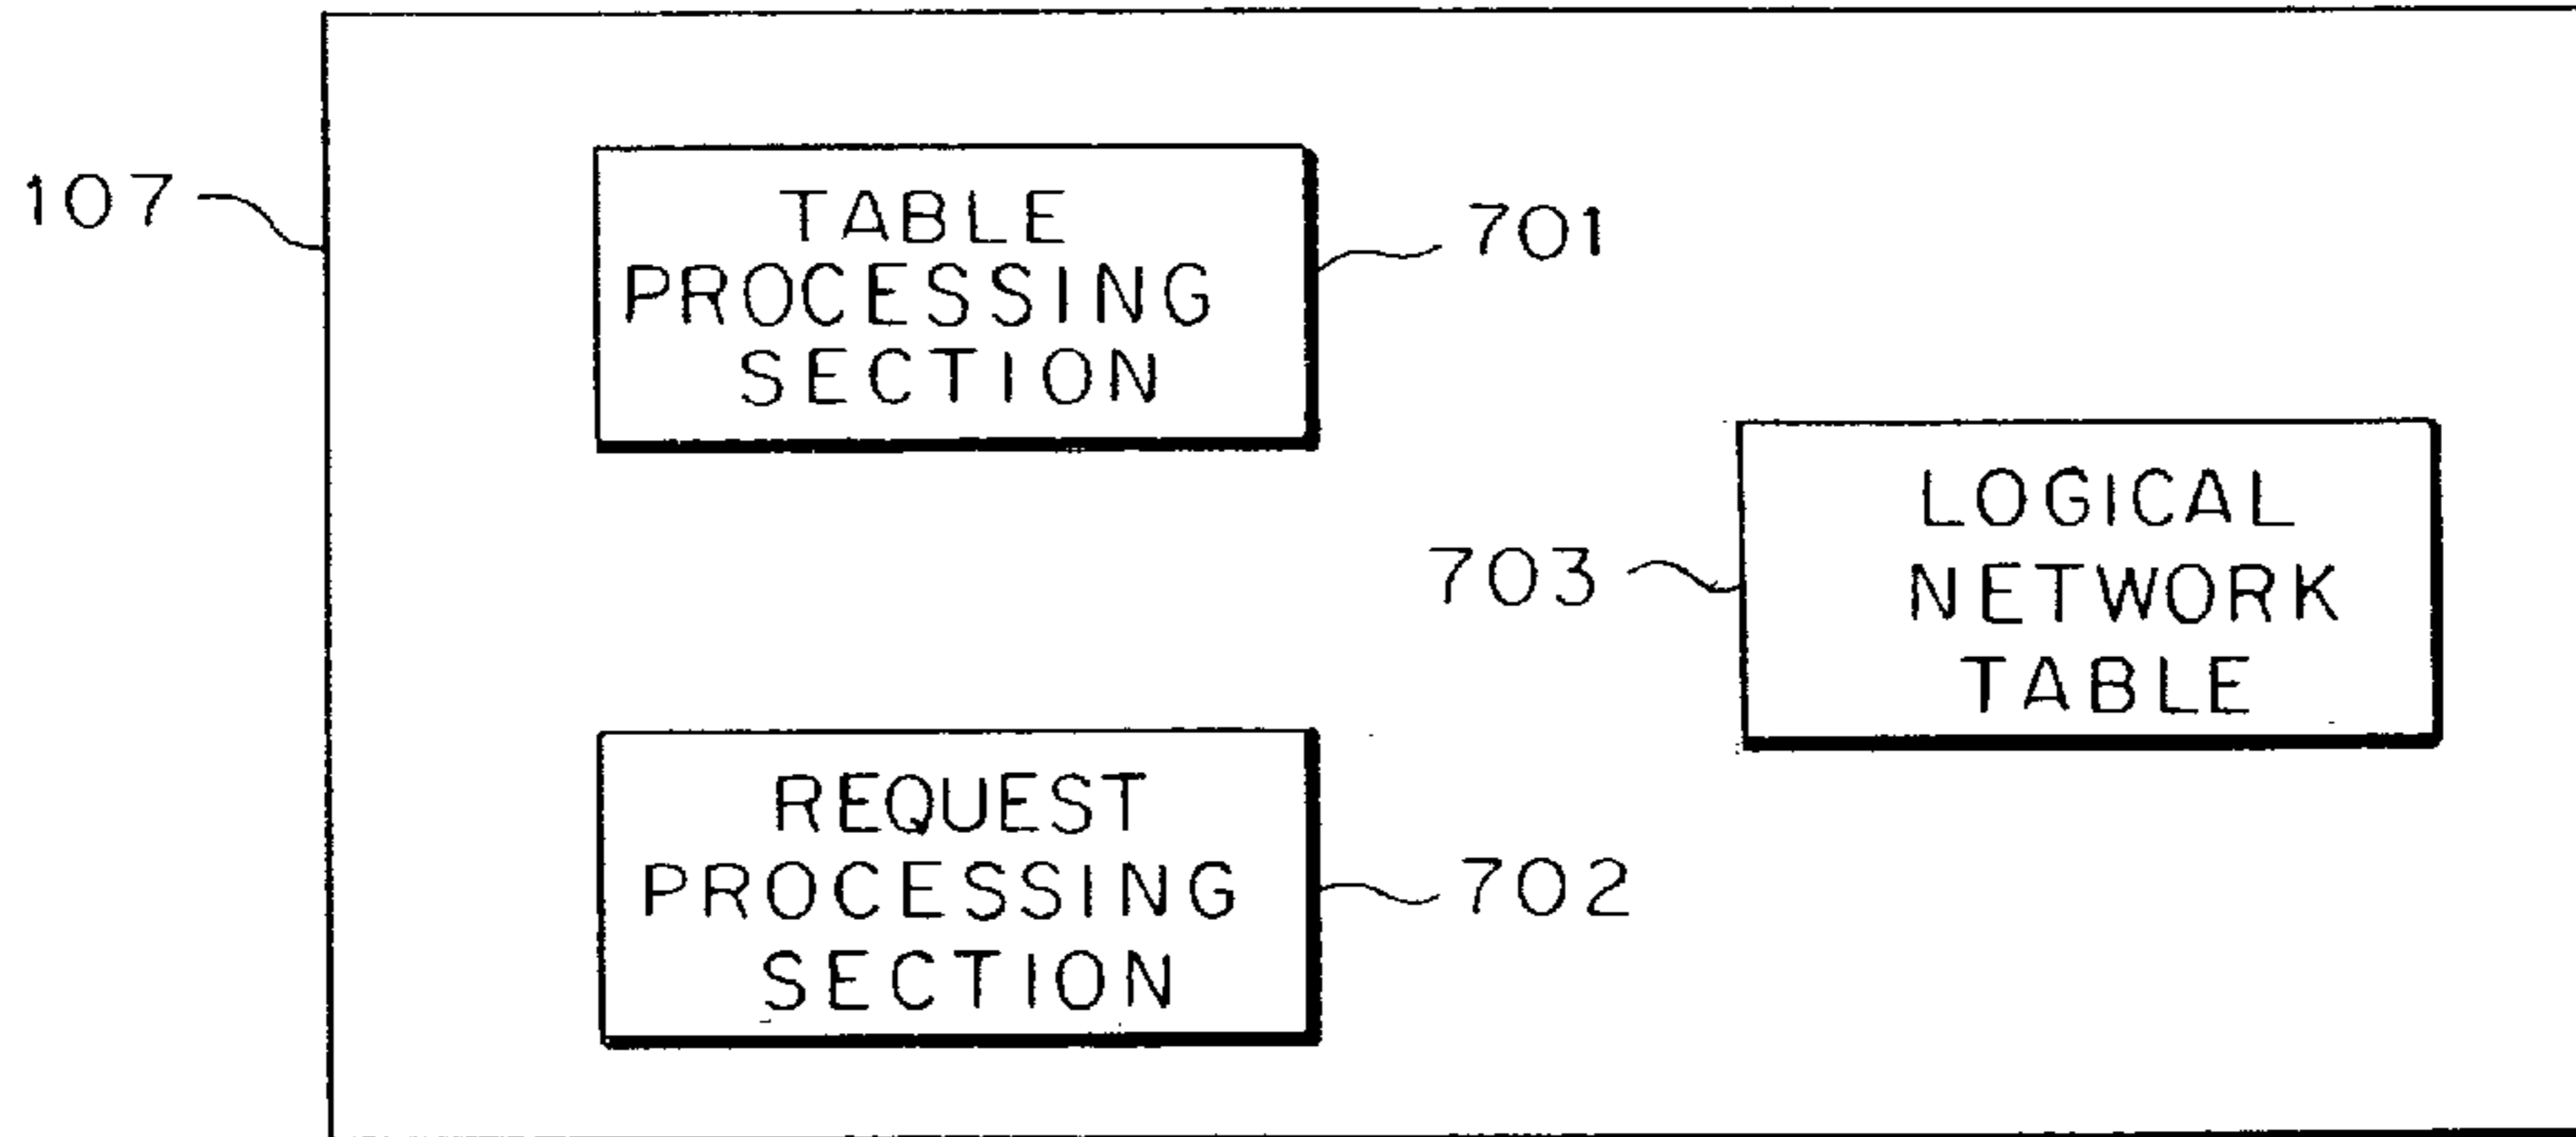 107
TABLE
PROCESSING
SECTION
701
LOGICAL
NETWORK
TABLE
703
REQUEST
PROCESSING
SECTION
702